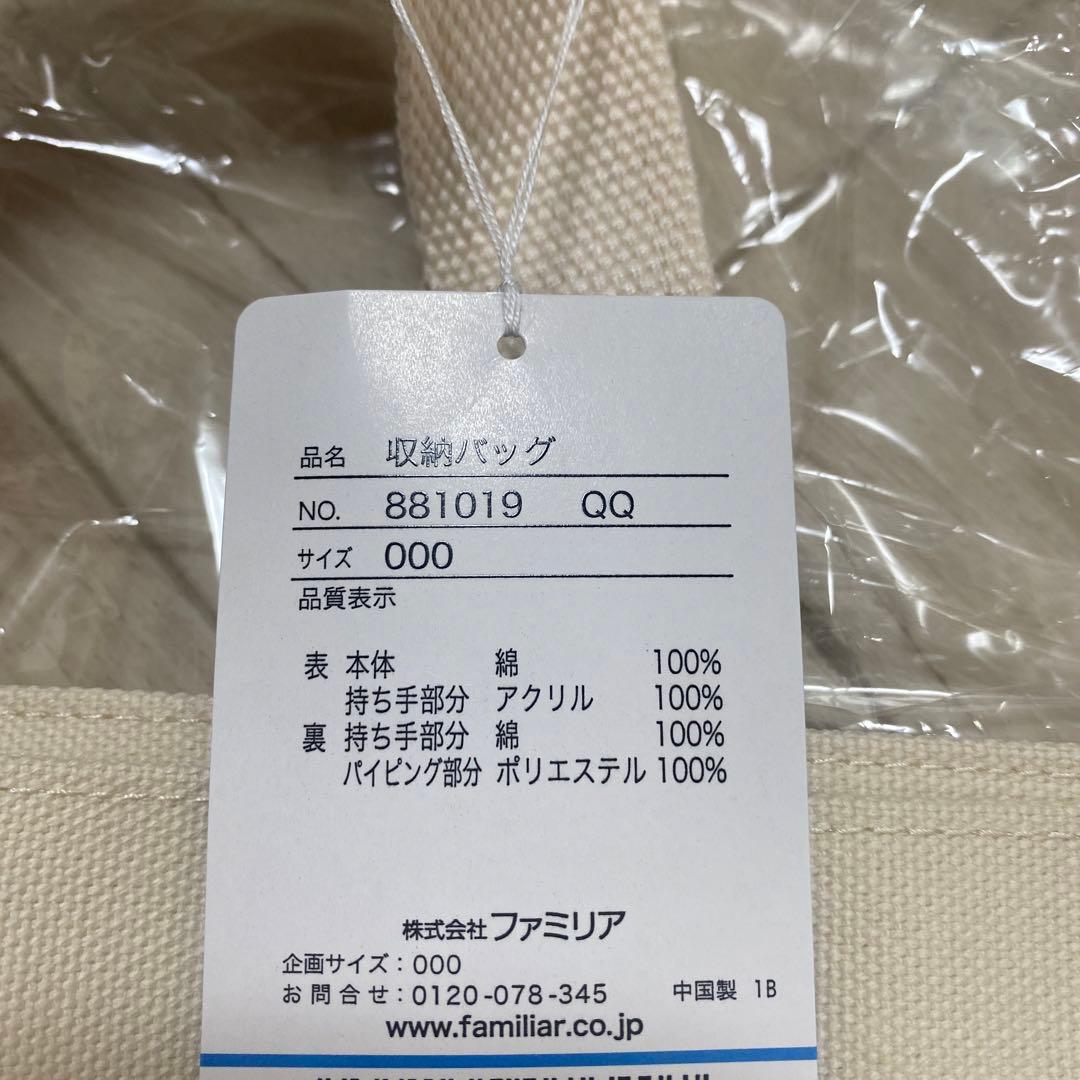 品名 収納バッグ
NO. 881019 QQ
サイズ 000
品質表示
表 本体 綿 100%
持ち手部分 アクリル 100%
裏 持ち手部分 綿 100%
パイピング部分 ポリエステル 100%
株式会社ファミリア
企画サイズ：000
お問合せ：0120-078-345 中国製 1B
www.familiar.co.jp